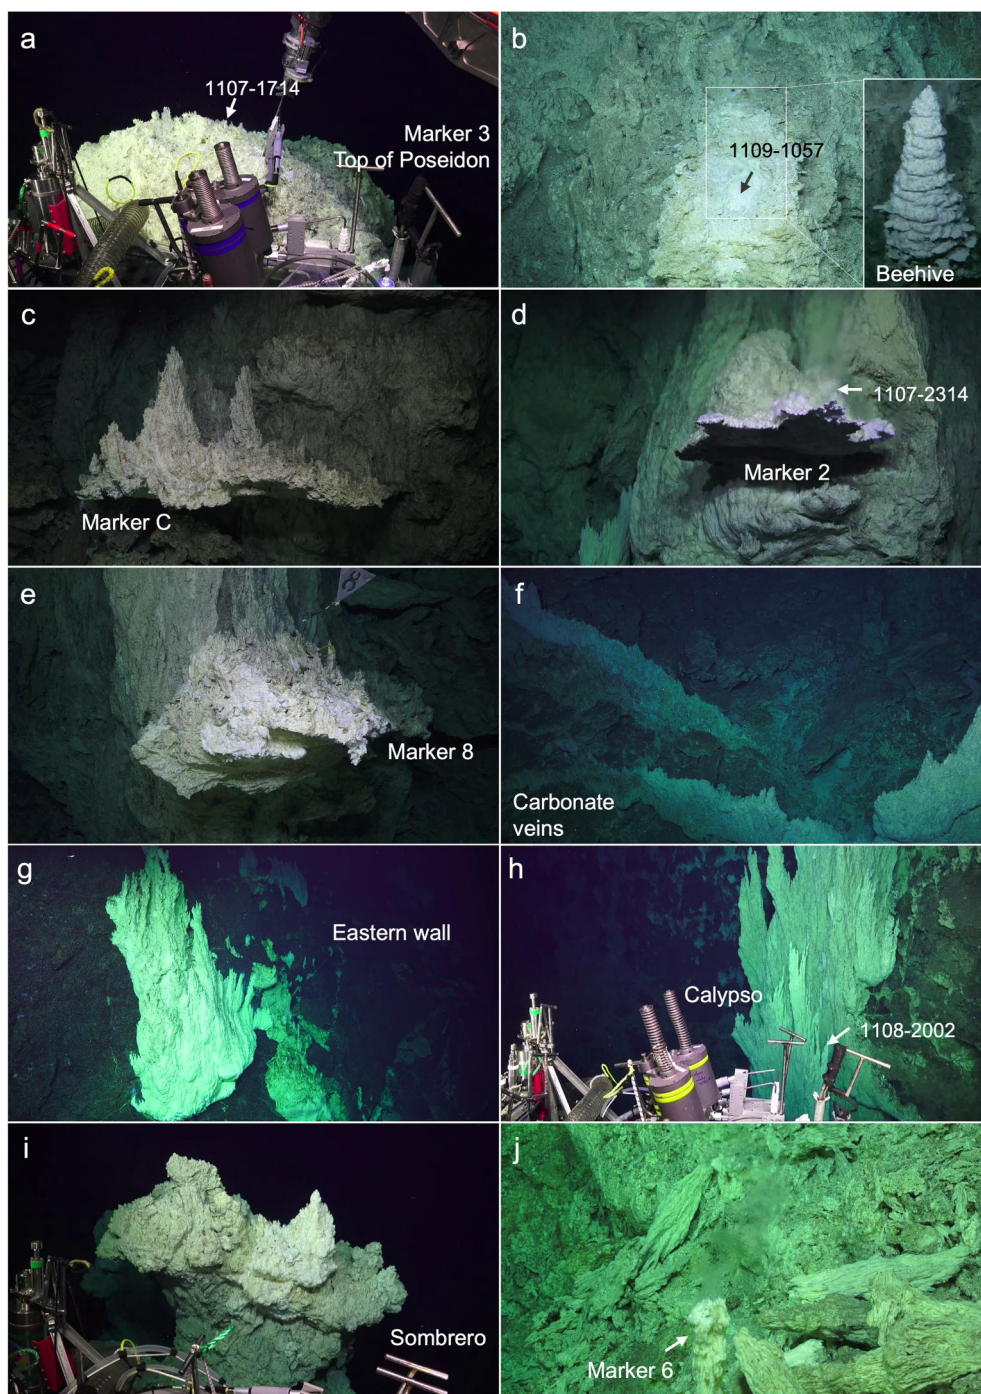 a
1107-1714
Marker 3
Top of Poseidon
b
1109-1057
Beehive
c
Marker C
d
1107-2314
Marker 2
e
8
Marker 8
f
Carbonate
veins
g
Eastern wall
h
Calypso
1108-2002
i
Sombrero
j
Marker 6